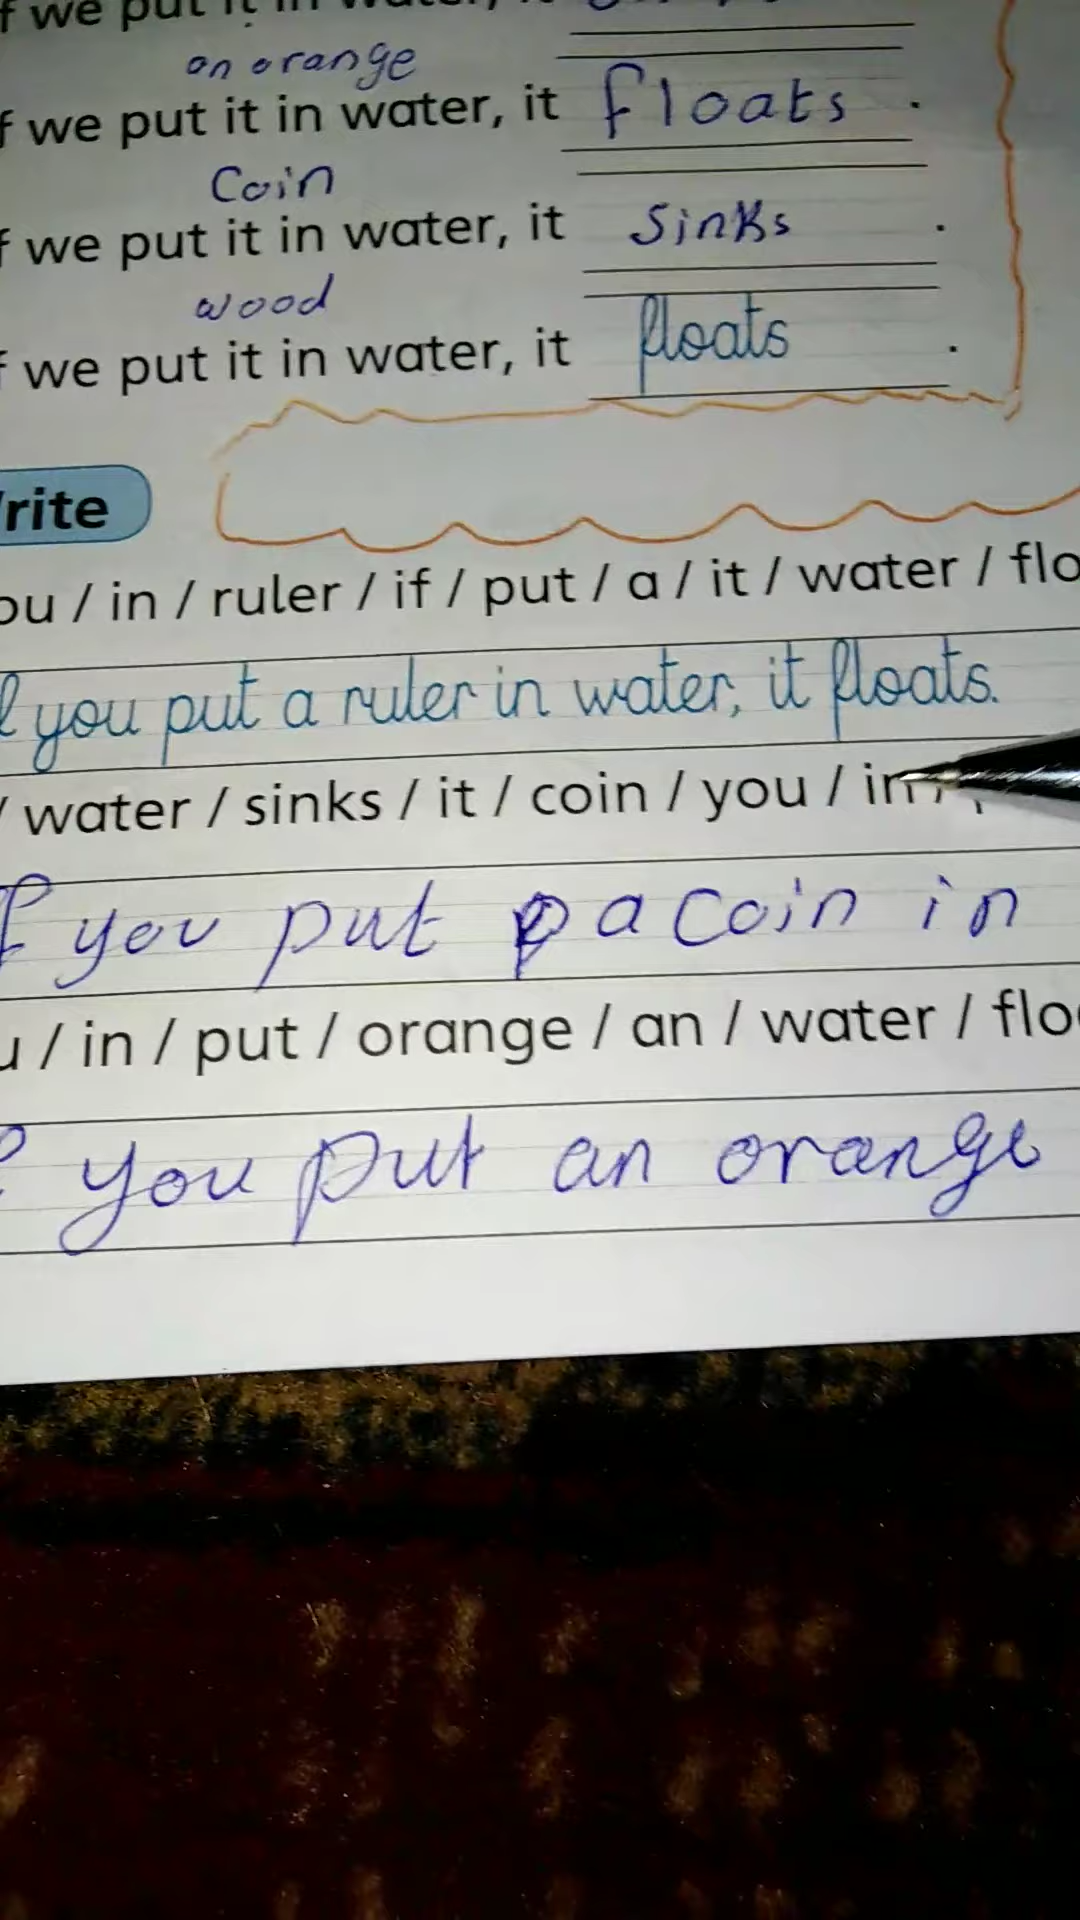 f we put it in water, it
an orange
f we put it in water, it floats .
Coin
f we put it in water, it sinks .
wood
f we put it in water, it floats .
rite
ou / in / ruler / if / put / a / it / water / flo
you put a ruler in water, it floats.
/ water / sinks / it / coin / you / in /
f you put a coin in
u / in / put / orange / an / water / flo
you put an orange